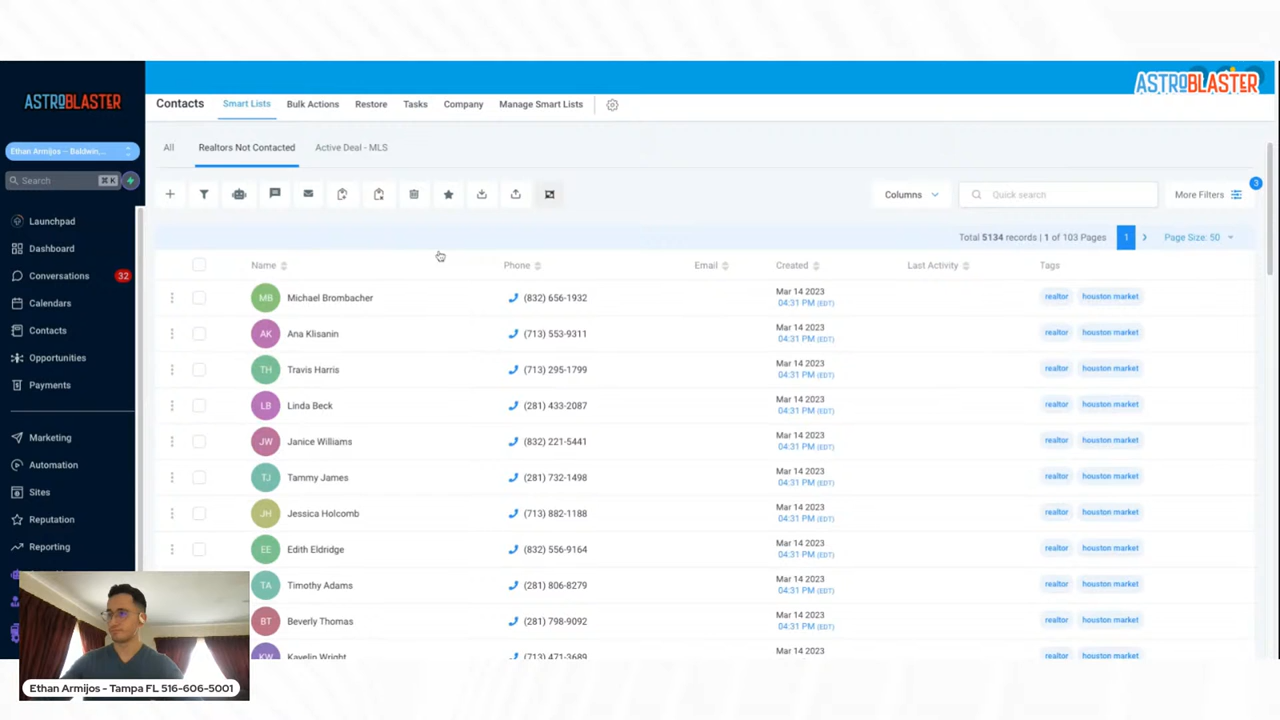 ASTROBLASTER
ASTROBLASTER
Ethan Armijos -- Baldwin,...
Search
⌘ K
Launchpad
Dashboard
Conversations
32
Calendars
Contacts
Opportunities
Payments
Marketing
Automation
Sites
Reputation
Reporting
Contacts Smart Lists Bulk Actions Restore Tasks Company Manage Smart Lists
All Realtors Not Contacted Active Deal - MLS
Columns Quick search More Filters 3
Total 5134 records | 1 of 103 Pages 1 Page Size: 50
Name Phone Email Created Last Activity Tags
MB Michael Brombacher (832) 656-1932 Mar 14 2023 realtor houston market
04:31 PM (EDT)
AK Ana Klisanin (713) 553-9311 Mar 14 2023 realtor houston market
04:31 PM (EDT)
TH Travis Harris (713) 295-1799 Mar 14 2023 realtor houston market
04:31 PM (EDT)
LB Linda Beck (281) 433-2087 Mar 14 2023 realtor houston market
04:31 PM (EDT)
JW Janice Williams (832) 221-5441 Mar 14 2023 realtor houston market
04:31 PM (EDT)
TJ Tammy James (281) 732-1498 Mar 14 2023 realtor houston market
04:31 PM (EDT)
JH Jessica Holcomb (713) 882-1188 Mar 14 2023 realtor houston market
04:31 PM (EDT)
EE Edith Eldridge (832) 556-9164 Mar 14 2023 realtor houston market
04:31 PM (EDT)
TA Timothy Adams (281) 806-8279 Mar 14 2023 realtor houston market
04:31 PM (EDT)
BT Beverly Thomas (281) 798-9092 Mar 14 2023 realtor houston market
04:31 PM (EDT)
KW Kavelin Wright (713) 471-3689 Mar 14 2023 realtor houston market
Ethan Armijos - Tampa FL 516-606-5001